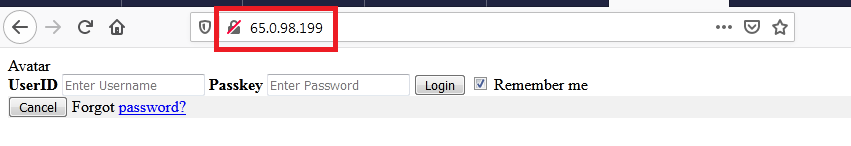 65.0.98.199
Avatar
UserID Enter Username Passkey Enter Password Login Remember me
Cancel Forgot password?